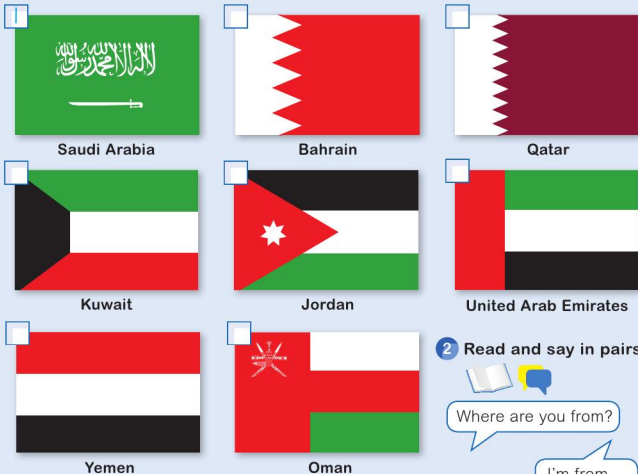 1
لا إله إلا الله محمد رسول الله
Saudi Arabia
Bahrain
Qatar
Kuwait
Jordan
United Arab Emirates
Yemen
Oman
2 Read and say in pairs
Where are you from?
I'm from